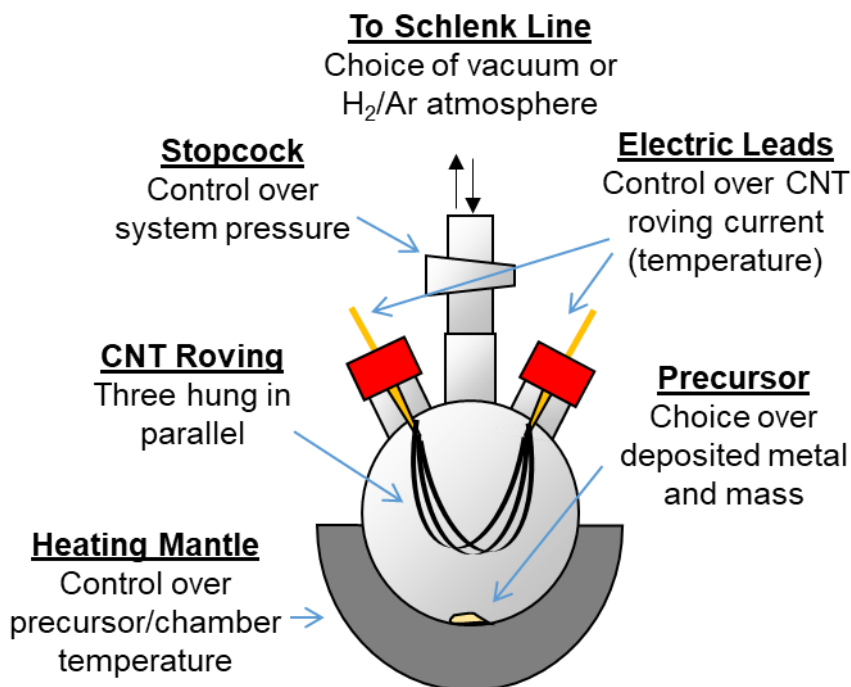 To Schlenk Line
Choice of vacuum or
H₂/Ar atmosphere
Stopcock
Control over
system pressure
Electric Leads
Control over CNT
roving current
(temperature)
CNT Roving
Three hung in
parallel
Precursor
Choice over
deposited metal
and mass
Heating Mantle
Control over
precursor/chamber
temperature